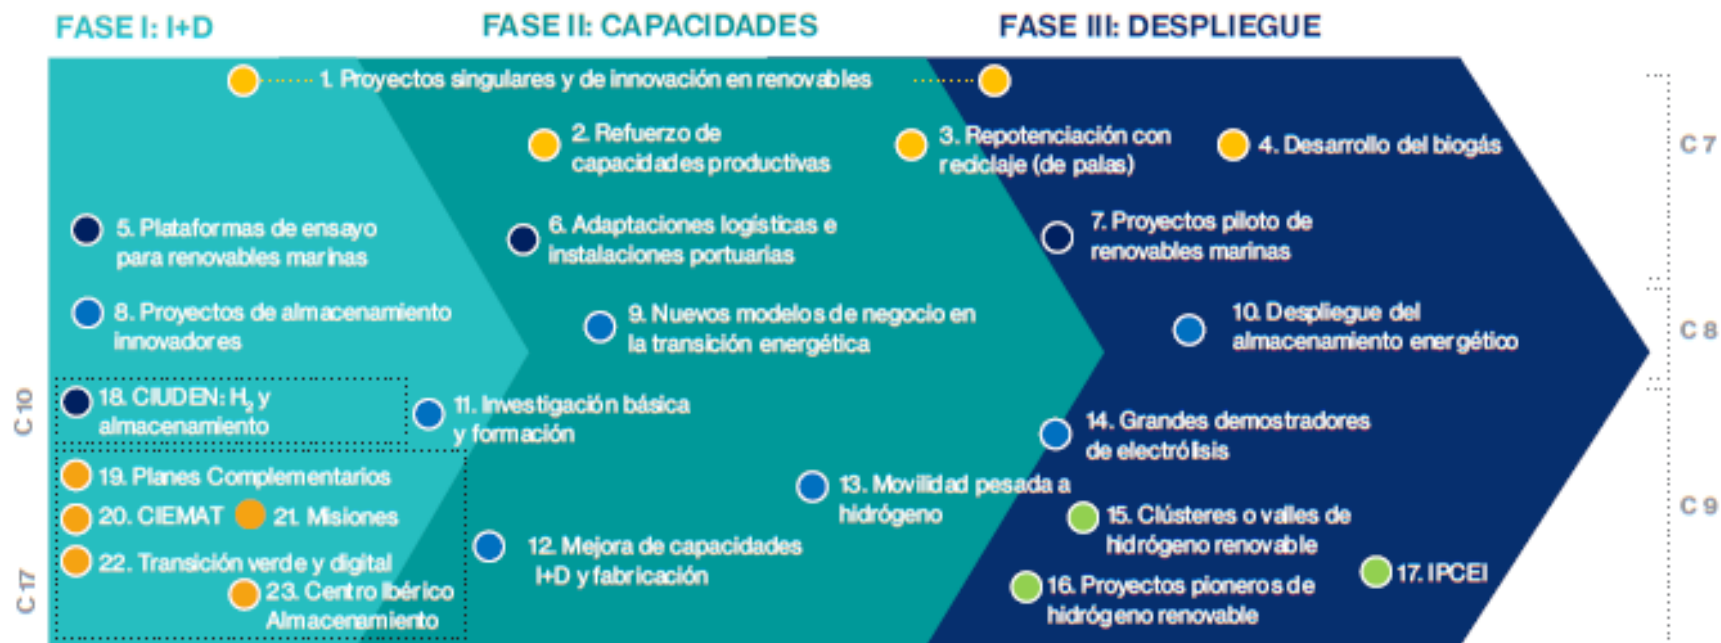 FASE I: I+D
FASE II: CAPACIDADES
FASE III: DESPLIEGUE
1. Proyectos singulares y de innovación en renovables
2. Refuerzo de
capacidades productivas
3. Repotenciación con
reciclaje (de palas)
4. Desarrollo del biogás
C 7
5. Plataformas de ensayo
para renovables marinas
6. Adaptaciones logísticas e
instalaciones portuarias
7. Proyectos piloto de
renovables marinas
8. Proyectos de almacenamiento
innovadores
9. Nuevos modelos de negocio en
la transición energética
10. Despliegue del
almacenamiento energético
C 8
C 10
18. CIUDEN: H₂ y
almacenamiento
11. Investigación básica
y formación
14. Grandes demostradores
de electrólisis
19. Planes Complementarios
20. CIEMAT
21. Misiones
13. Movilidad pesada a
hidrógeno
15. Clústeres o valles de
hidrógeno renovable
C 9
22. Transición verde y digital
12. Mejora de capacidades
I+D y fabricación
17. IPCEI
C 17
23. Centro Ibérico
Almacenamiento
16. Proyectos pioneros de
hidrógeno renovable